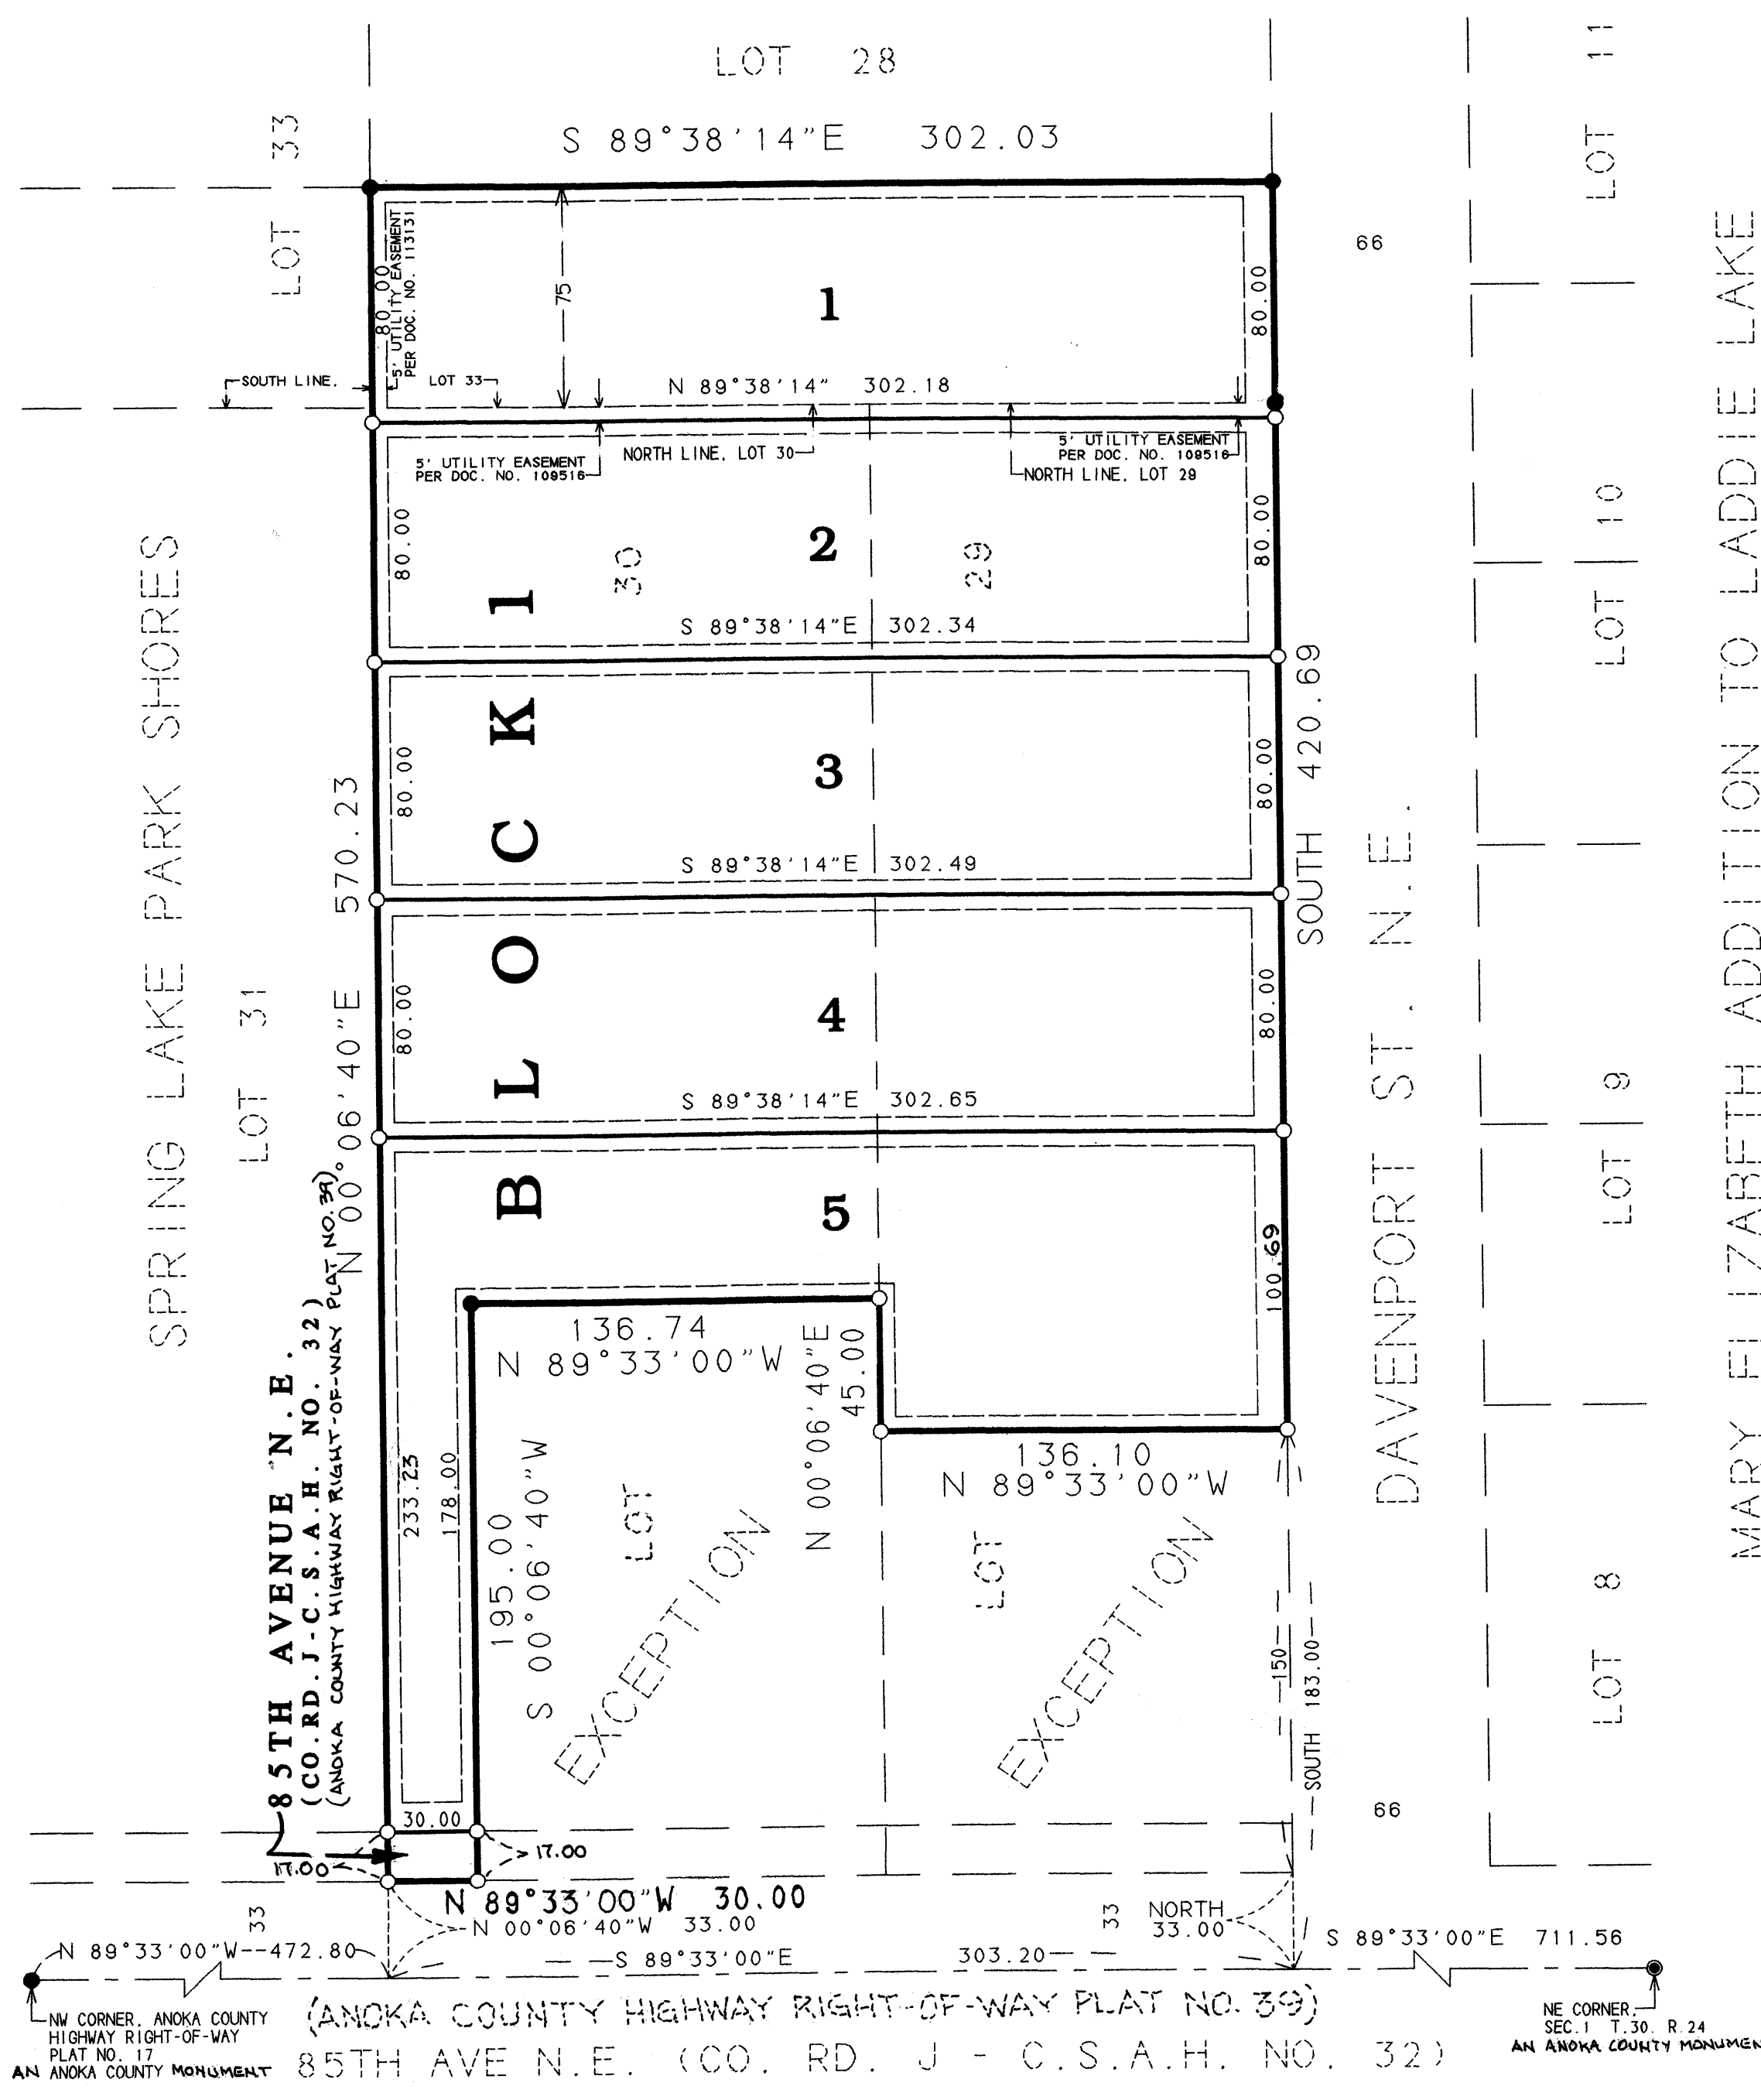 LOT 28
S 89°38'14"E 302.03
LOT 33
LOT 11
66
80.00
5' UTILITY EASEMENT
PER DOC. NO. 113131
75
1
80.00
SOUTH LINE,
LOT 33
N 89°38'14" 302.18
5' UTILITY EASEMENT
PER DOC. NO. 109516
NORTH LINE, LOT 30
NORTH LINE, LOT 29
5' UTILITY EASEMENT
PER DOC. NO. 109516
80.00
30
2
29
80.00
LOT 10
S 89°38'14"E 302.34
SPRING LAKE PARK SHORES
LOT 31
N 00°06'40"E 570.23
BLOCK 1
80.00
3
80.00
SOUTH 420.69
S 89°38'14"E 302.49
80.00
4
80.00
DAVENPORT ST. N.E.
LOT 9
S 89°38'14"E 302.65
MARY ELIZABETH ADDITION TO LADDIE LAKE
5
100.69
136.74
N 89°33'00"W
N 00°06'40"E
45.00
136.10
N 89°33'00"W
85TH AVENUE N.E.
(CO.RD.J-C.S.A.H. NO. 32)
(ANOKA COUNTY HIGHWAY RIGHT-OF-WAY PLAT NO. 39)
233.23
178.00
195.00
S 00°06'40"W
LOT
EXCEPTION
LOT
EXCEPTION
150
SOUTH 183.00
LOT 8
66
30.00
17.00
17.00
N 89°33'00"W 30.00
N 00°06'40"W 33.00
33
33
NORTH
33.00
N 89°33'00"W--472.80
S 89°33'00"E 303.20
S 89°33'00"E 711.56
NW CORNER, ANOKA COUNTY
HIGHWAY RIGHT-OF-WAY
PLAT NO. 17
AN ANOKA COUNTY MONUMENT
(ANOKA COUNTY HIGHWAY RIGHT-OF-WAY PLAT NO. 39)
85TH AVE N.E. (CO. RD. J - C.S.A.H. NO. 32)
NE CORNER,
SEC.1 T.30. R.24
AN ANOKA COUNTY MONUMEN